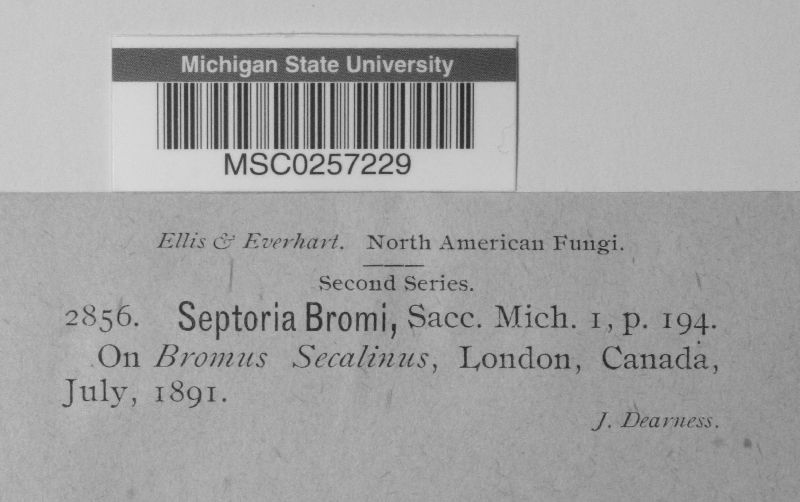 Michigan State University
MSC0257229
Ellis & Everhart. North American Fungi.
Second Series.
2856. Septoria Bromi, Sacc. Mich. 1, p. 194.
On Bromus Secalinus, London, Canada,
July, 1891.
J. Dearness.